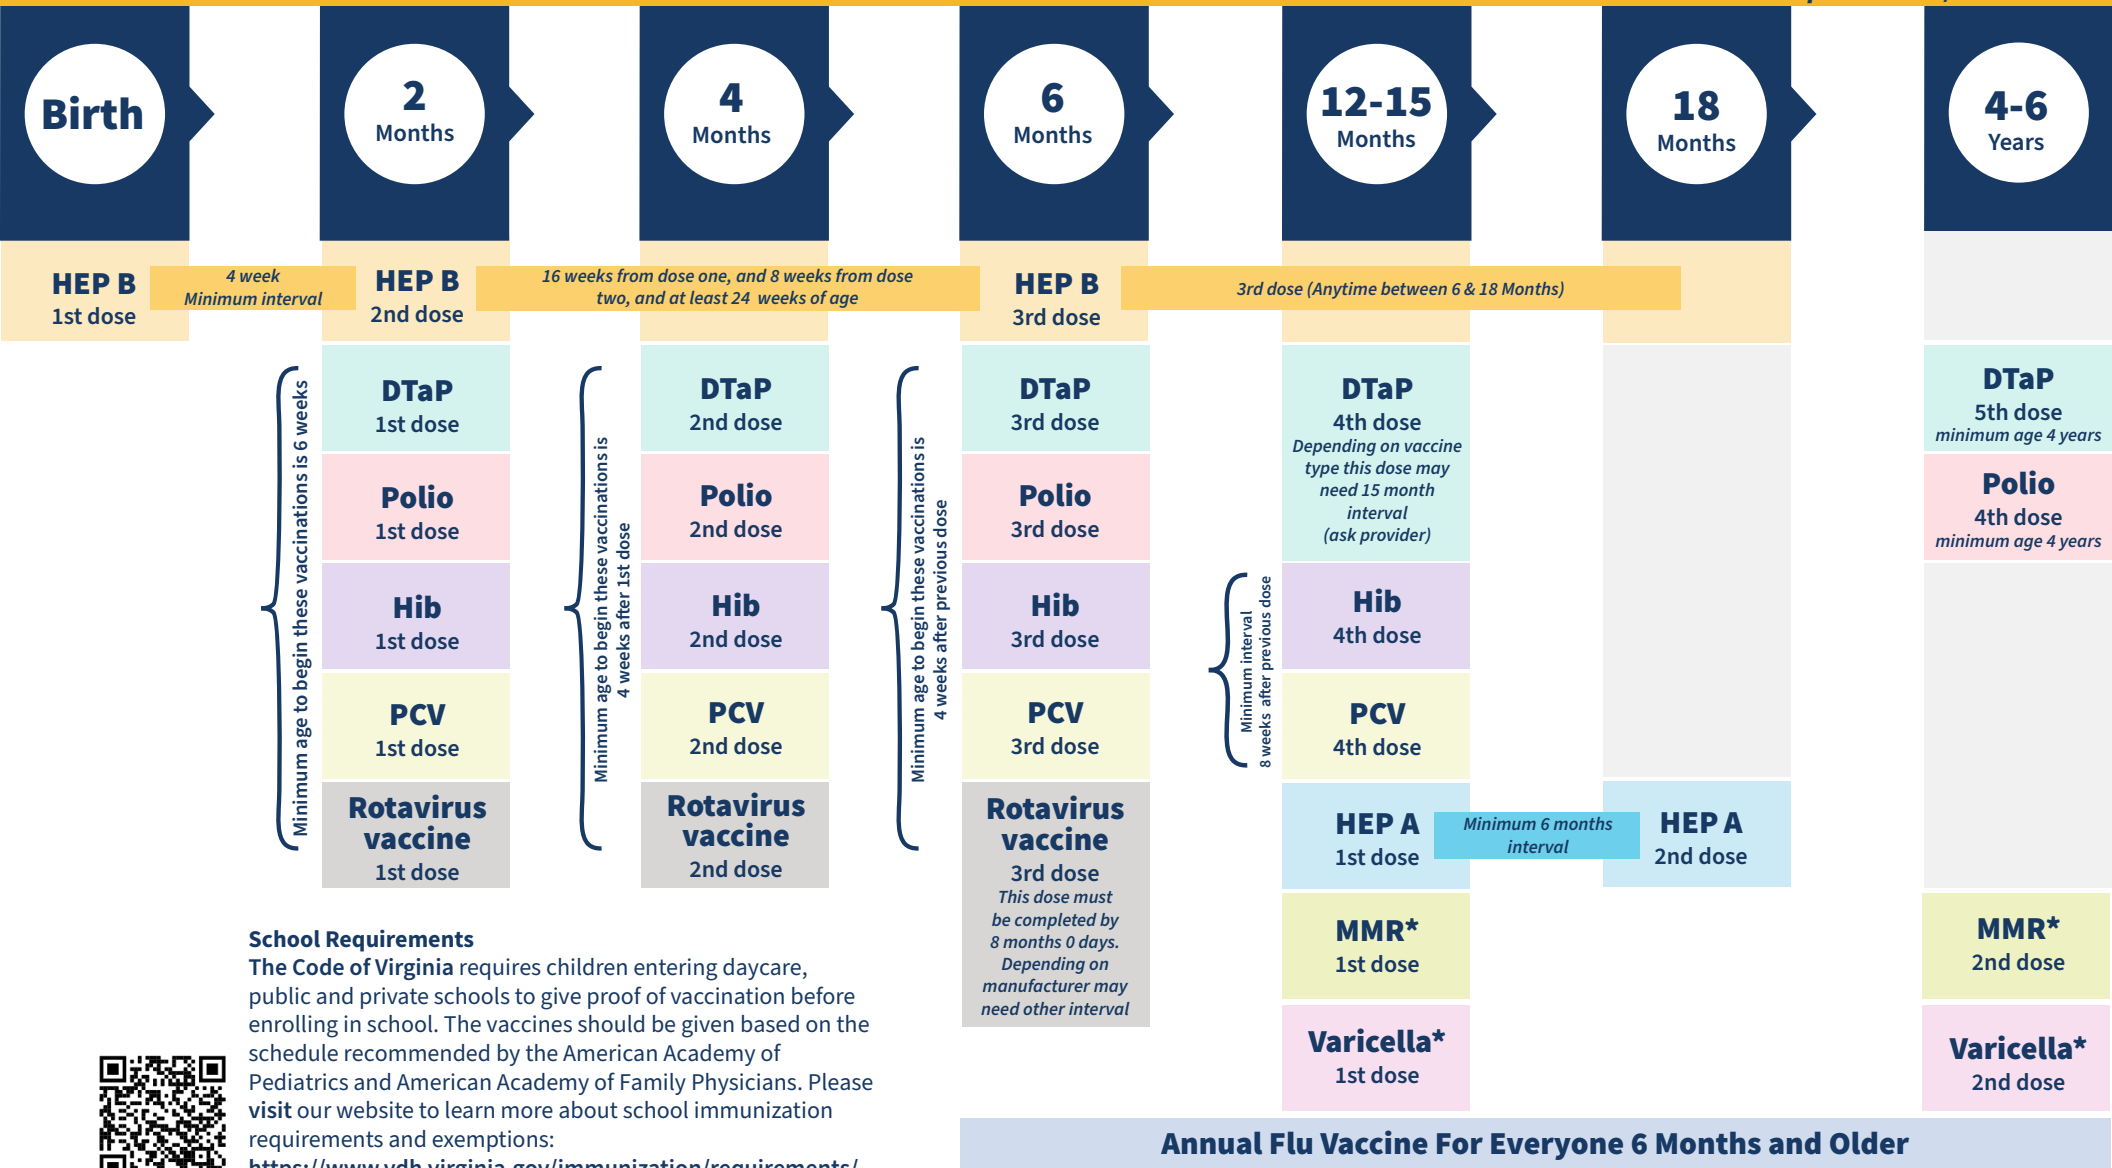 Birth
2
Months
4
Months
6
Months
12-15
Months
18
Months
4-6
Years
HEP B
1st dose
4 week
Minimum interval
HEP B
2nd dose
16 weeks from dose one, and 8 weeks from dose
two, and at least 24 weeks of age
HEP B
3rd dose
3rd dose (Anytime between 6 & 18 Months)
Minimum age to begin these vaccinations is 6 weeks
DTaP
1st dose
Polio
1st dose
Hib
1st dose
PCV
1st dose
Rotavirus
vaccine
1st dose
Minimum age to begin these vaccinations is
4 weeks after 1st dose
DTaP
2nd dose
Polio
2nd dose
Hib
2nd dose
PCV
2nd dose
Rotavirus
vaccine
2nd dose
Minimum age to begin these vaccinations is
4 weeks after previous dose
DTaP
3rd dose
Polio
3rd dose
Hib
3rd dose
PCV
3rd dose
Rotavirus
vaccine
3rd dose
This dose must
be completed by
8 months 0 days.
Depending on
manufacturer may
need other interval
DTaP
4th dose
Depending on vaccine
type this dose may
need 15 month
interval
(ask provider)
Minimum interval
8 weeks after previous dose
Hib
4th dose
PCV
4th dose
HEP A
1st dose
Minimum 6 months
interval
HEP A
2nd dose
MMR*
1st dose
Varicella*
1st dose
DTaP
5th dose
minimum age 4 years
Polio
4th dose
minimum age 4 years
MMR*
2nd dose
Varicella*
2nd dose
School Requirements
The Code of Virginia requires children entering daycare,
public and private schools to give proof of vaccination before
enrolling in school. The vaccines should be given based on the
schedule recommended by the American Academy of
Pediatrics and American Academy of Family Physicians. Please
visit our website to learn more about school immunization
requirements and exemptions:
https://www.vdh.virginia.gov/immunization/requirements/
Annual Flu Vaccine For Everyone 6 Months and Older